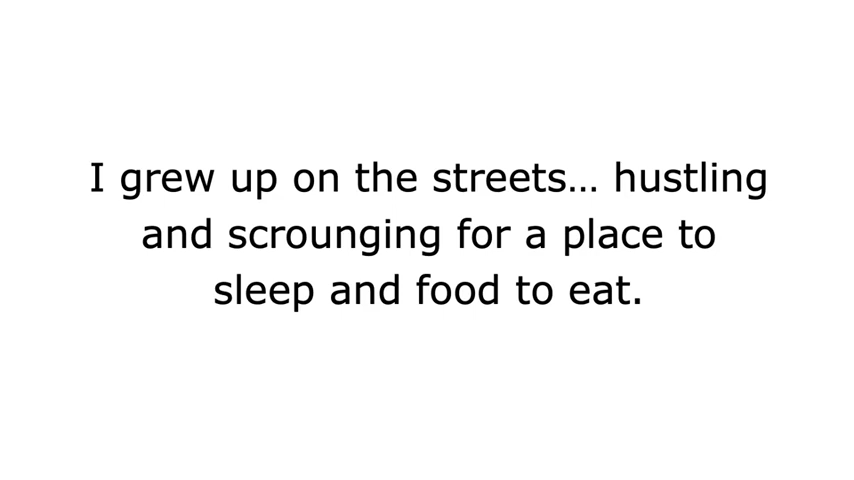 I grew up on the streets… hustling
and scrounging for a place to
sleep and food to eat.